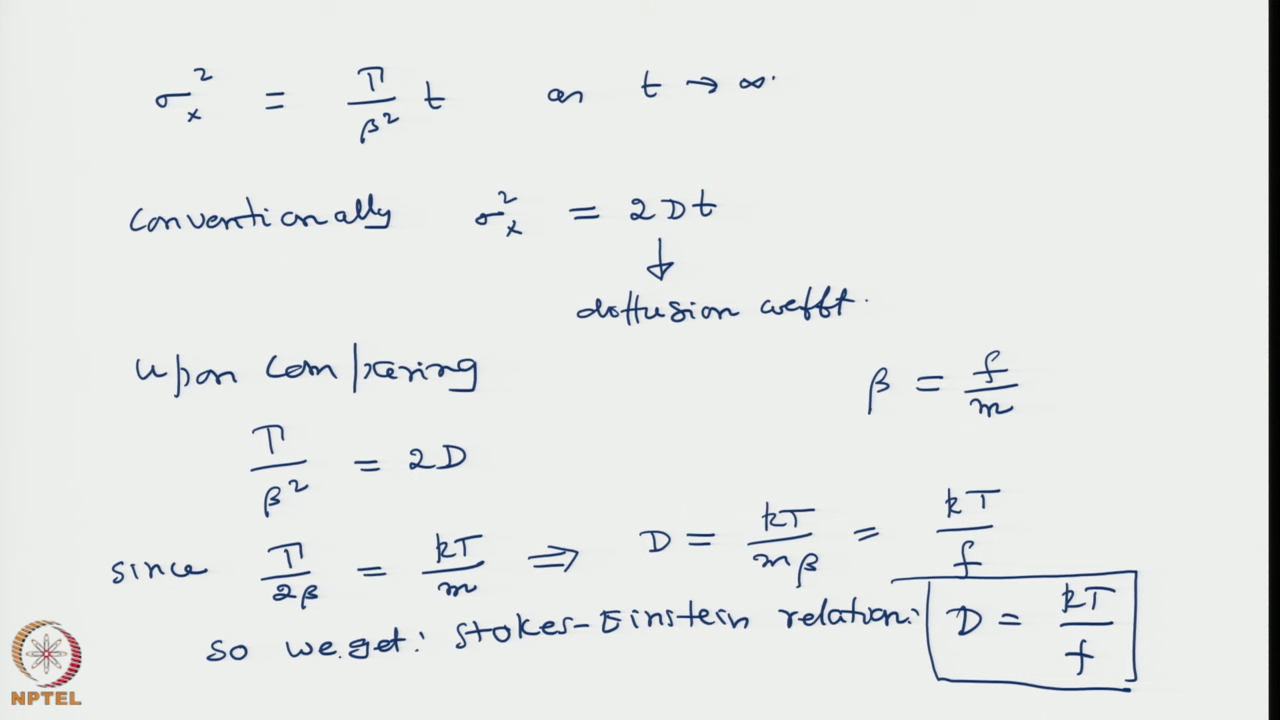 σₓ² = Π/β² t as t → ∞.
Conventionally σₓ² = 2Dt
↓
diffusion coefft.
Upon comparing
β = f/m
Π/β² = 2D
since Π/2β = kT/m ⇒ D = kT/mβ = kT/f
So we get: Stokes-Einstein relation: D = kT/f
NPTEL